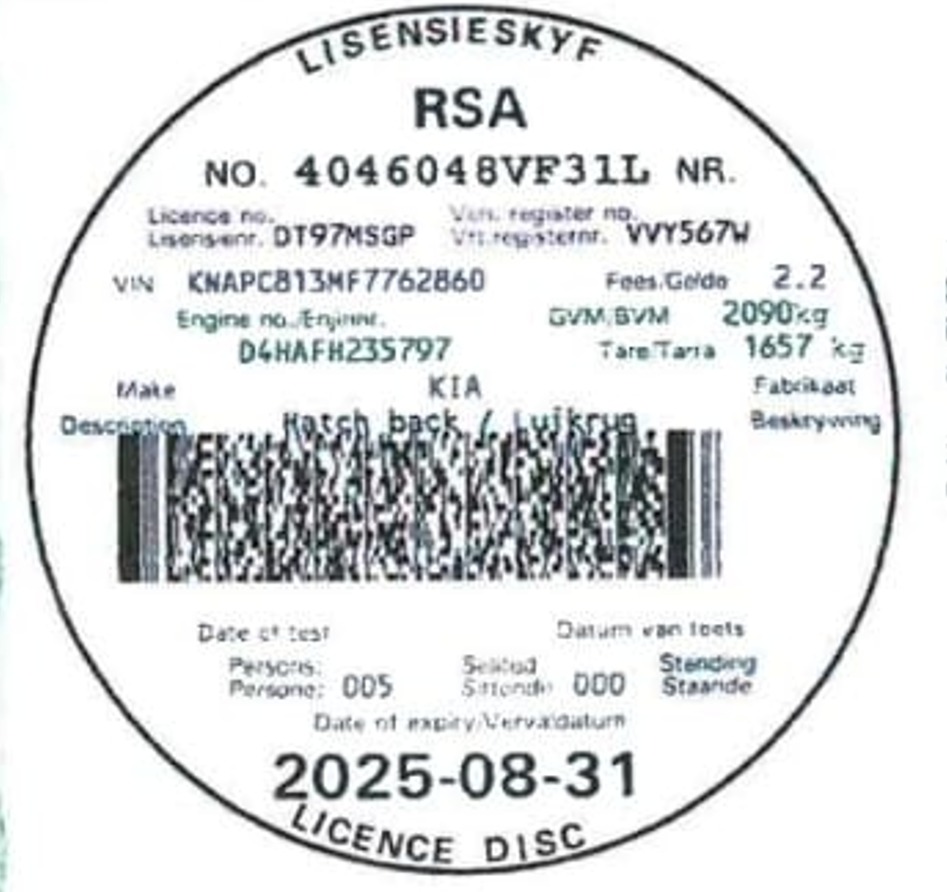 LISENSIESKYF
RSA
NO. 4046048VF31L NR.
Licence no. Veh. register no.
Lisensienr. DT97MSGP Vrt.registernr. VVY567W
VIN KNAPC813MF7762860 Fees/Gelde 2.2
Engine no./Enjinnr. GVM/BVM 2090kg
D4HAFH235797 Tare/Tarra 1657 kg
Make KIA Fabrikaat
Description Hatch back / Luikrug Beskrywing
Date of test Datum van toets
Persons: Seated Standing
Persone: 005 Sittende 000 Staande
Date of expiry/Vervaldatum
2025-08-31
LICENCE DISC